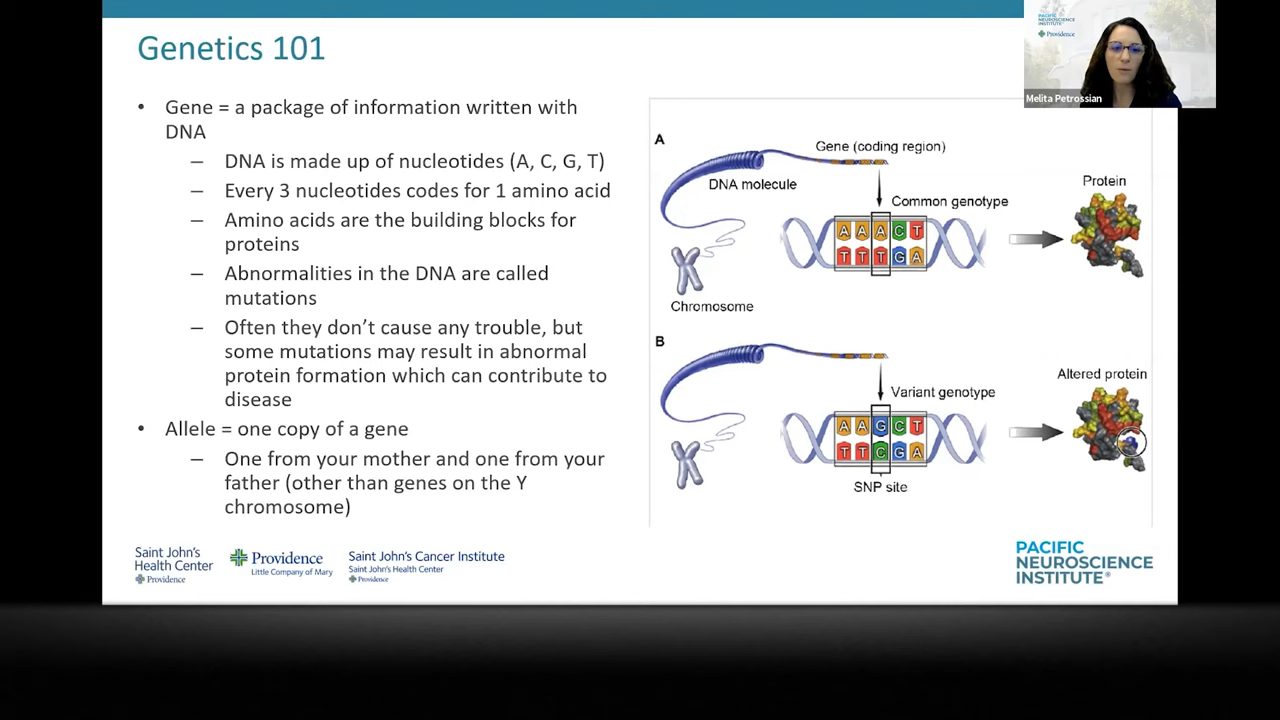 Genetics 101
• Gene = a package of information written with
DNA
– DNA is made up of nucleotides (A, C, G, T)
– Every 3 nucleotides codes for 1 amino acid
– Amino acids are the building blocks for
proteins
– Abnormalities in the DNA are called
mutations
– Often they don’t cause any trouble, but
some mutations may result in abnormal
protein formation which can contribute to
disease
• Allele = one copy of a gene
– One from your mother and one from your
father (other than genes on the Y
chromosome)
A
Gene (coding region)
DNA molecule
Common genotype
A A A C T
T T T G A
Chromosome
Protein
B
Variant genotype
A A G C T
T T C G A
SNP site
Altered protein
PACIFIC
NEUROSCIENCE
INSTITUTE
Providence
Melita Petrossian
Saint John's
Health Center
Providence
Providence
Little Company of Mary
Saint John's Cancer Institute
Saint John's Health Center
Providence
PACIFIC
NEUROSCIENCE
INSTITUTE®